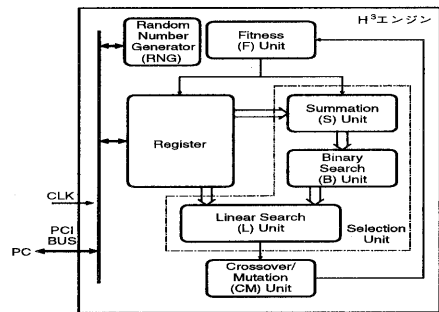 H³エンジン
Random
Number
Generator
(RNG)
Fitness
(F) Unit
Summation
(S) Unit
Register
Binary
Search
(B) Unit
CLK
Linear Search
(L) Unit
Selection
Unit
PCI
BUS
PC
Crossover/
Mutation
(CM) Unit